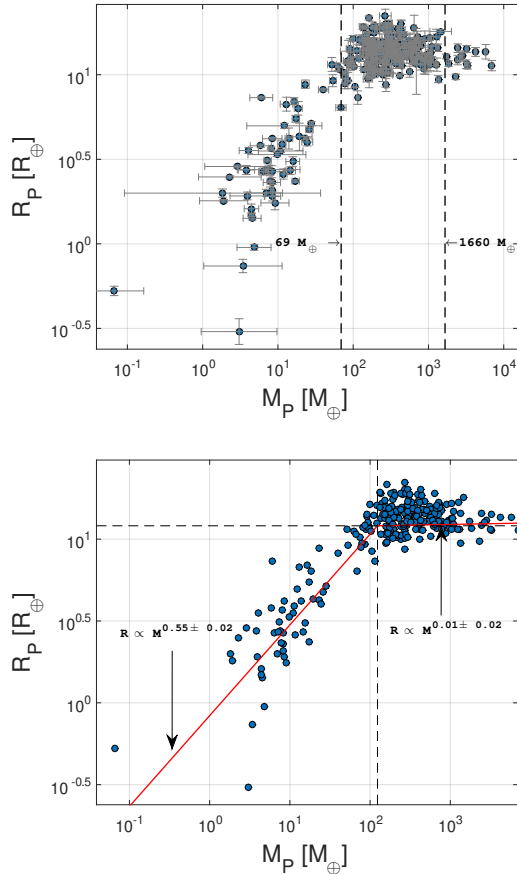 10^1
10^0.5
10^0
10^-0.5
R_P [R_⊕]
69 M_⊕
1660 M_⊕
10^-1 10^0 10^1 10^2 10^3 10^4
M_P [M_⊕]
10^1
10^0.5
10^0
10^-0.5
R_P [R_⊕]
R ∝ M^0.55± 0.02
R ∝ M^0.01± 0.02
10^-1 10^0 10^1 10^2 10^3
M_P [M_⊕]